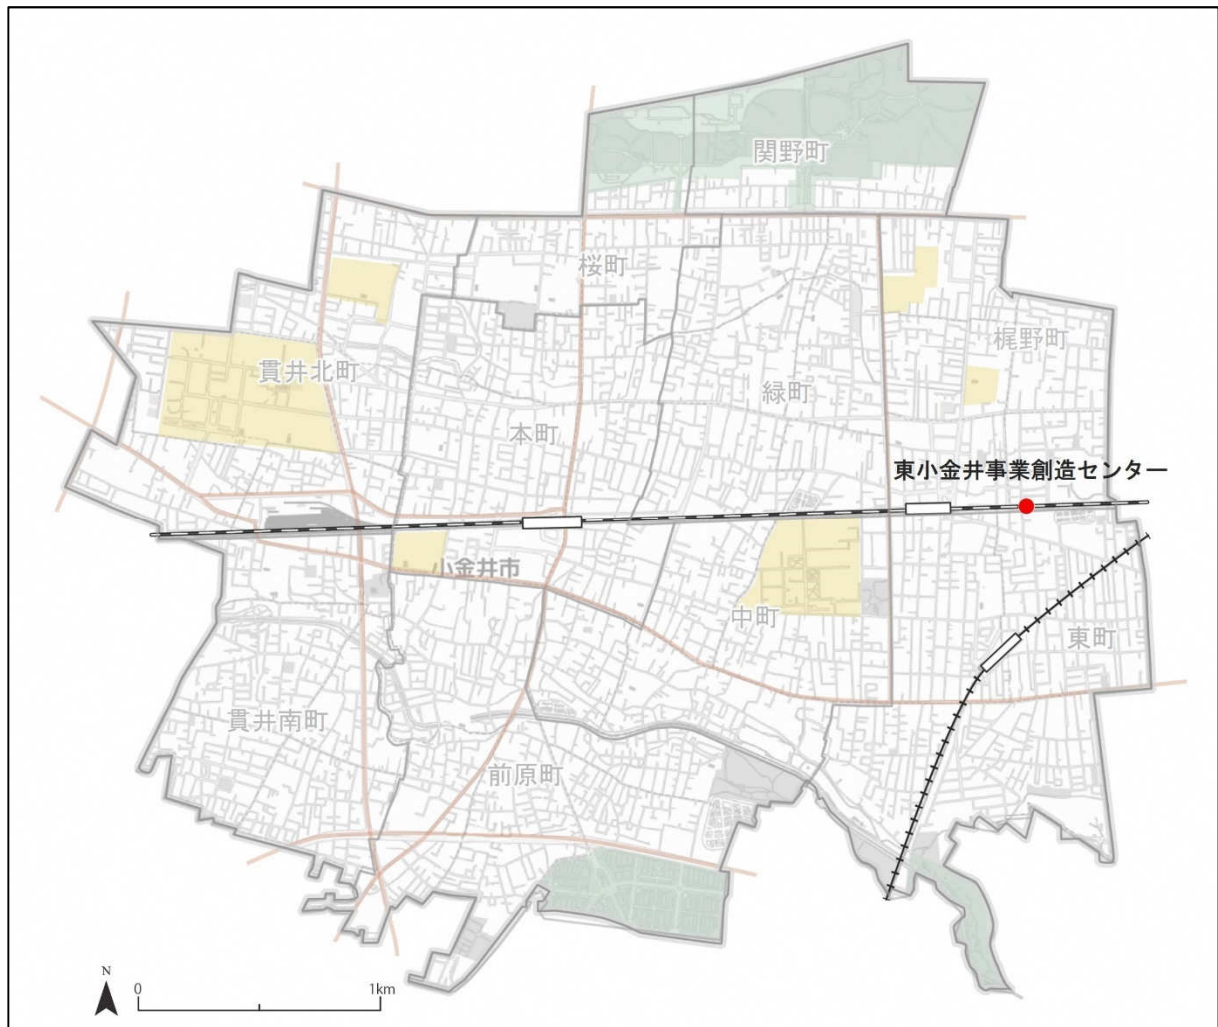 関野町
桜町
梶野町
貫井北町
緑町
本町
東小金井事業創造センター
小金井市
中町
東町
貫井南町
前原町
N
0
1km